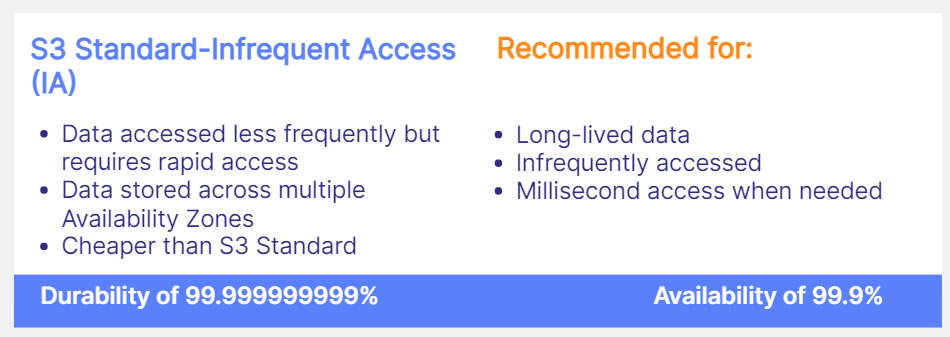 S3 Standard-Infrequent Access
(IA)
• Data accessed less frequently but
requires rapid access
• Data stored across multiple
Availability Zones
• Cheaper than S3 Standard
Recommended for:
• Long-lived data
• Infrequently accessed
• Millisecond access when needed
Durability of 99.999999999%
Availability of 99.9%